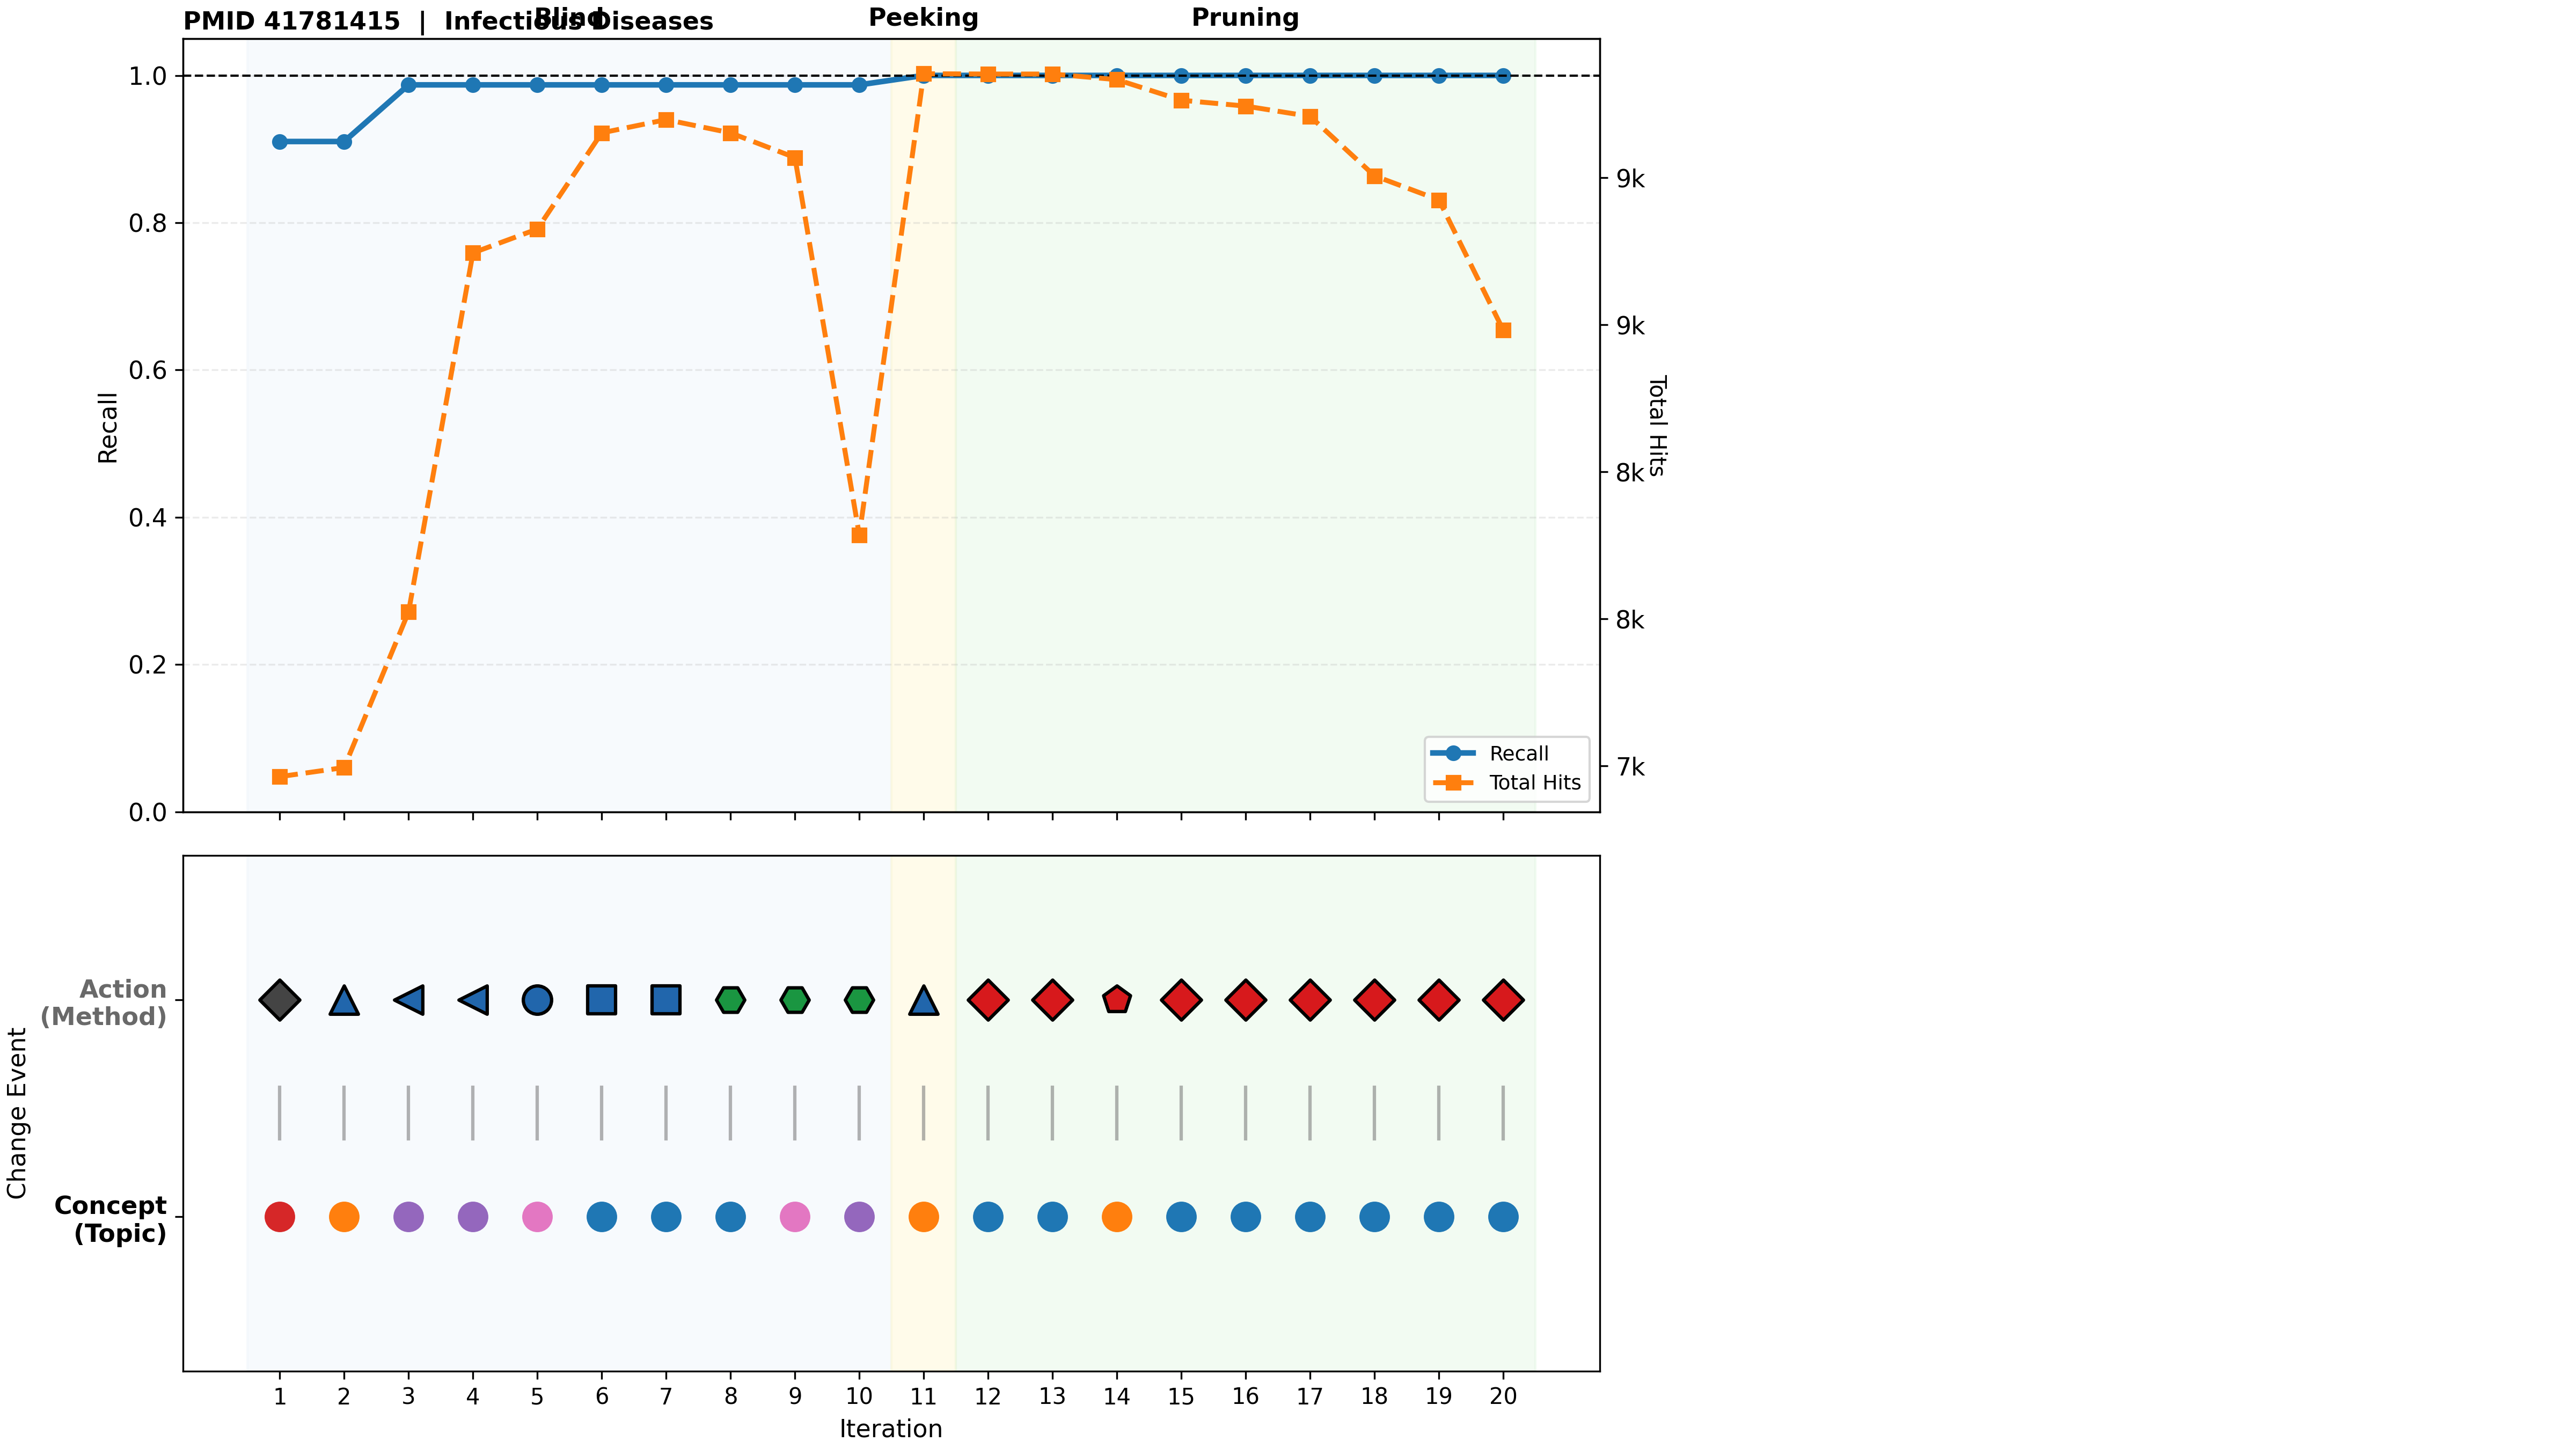 PMID 41781415 | Infectious Diseases
Blind
Peeking
Pruning
1.0
0.8
0.6
0.4
0.2
0.0
Recall
9k
9k
8k
8k
7k
Total Hits
Recall
Total Hits
Action
(Method)
Concept
(Topic)
Change Event
1 2 3 4 5 6 7 8 9 10 11 12 13 14 15 16 17 18 19 20
Iteration